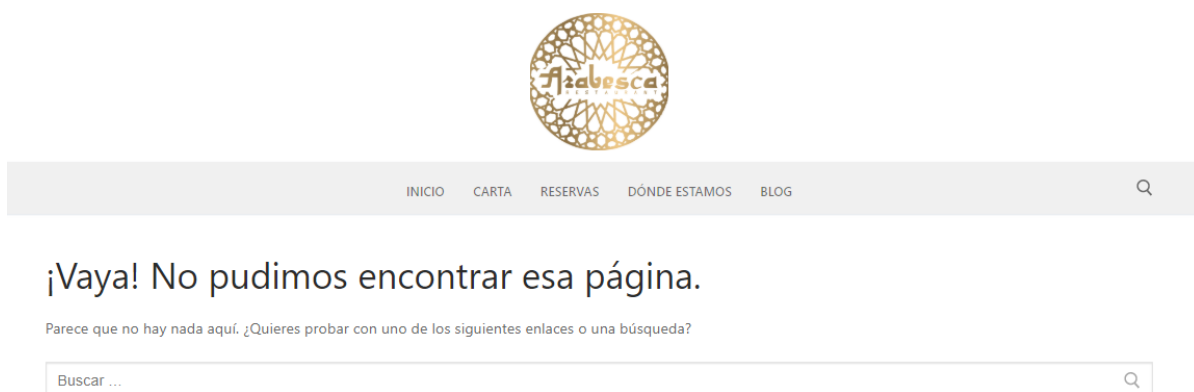 Arabesca
RESTAURANT
INICIO CARTA RESERVAS DÓNDE ESTAMOS BLOG
¡Vaya! No pudimos encontrar esa página.
Parece que no hay nada aquí. ¿Quieres probar con uno de los siguientes enlaces o una búsqueda?
Buscar ...